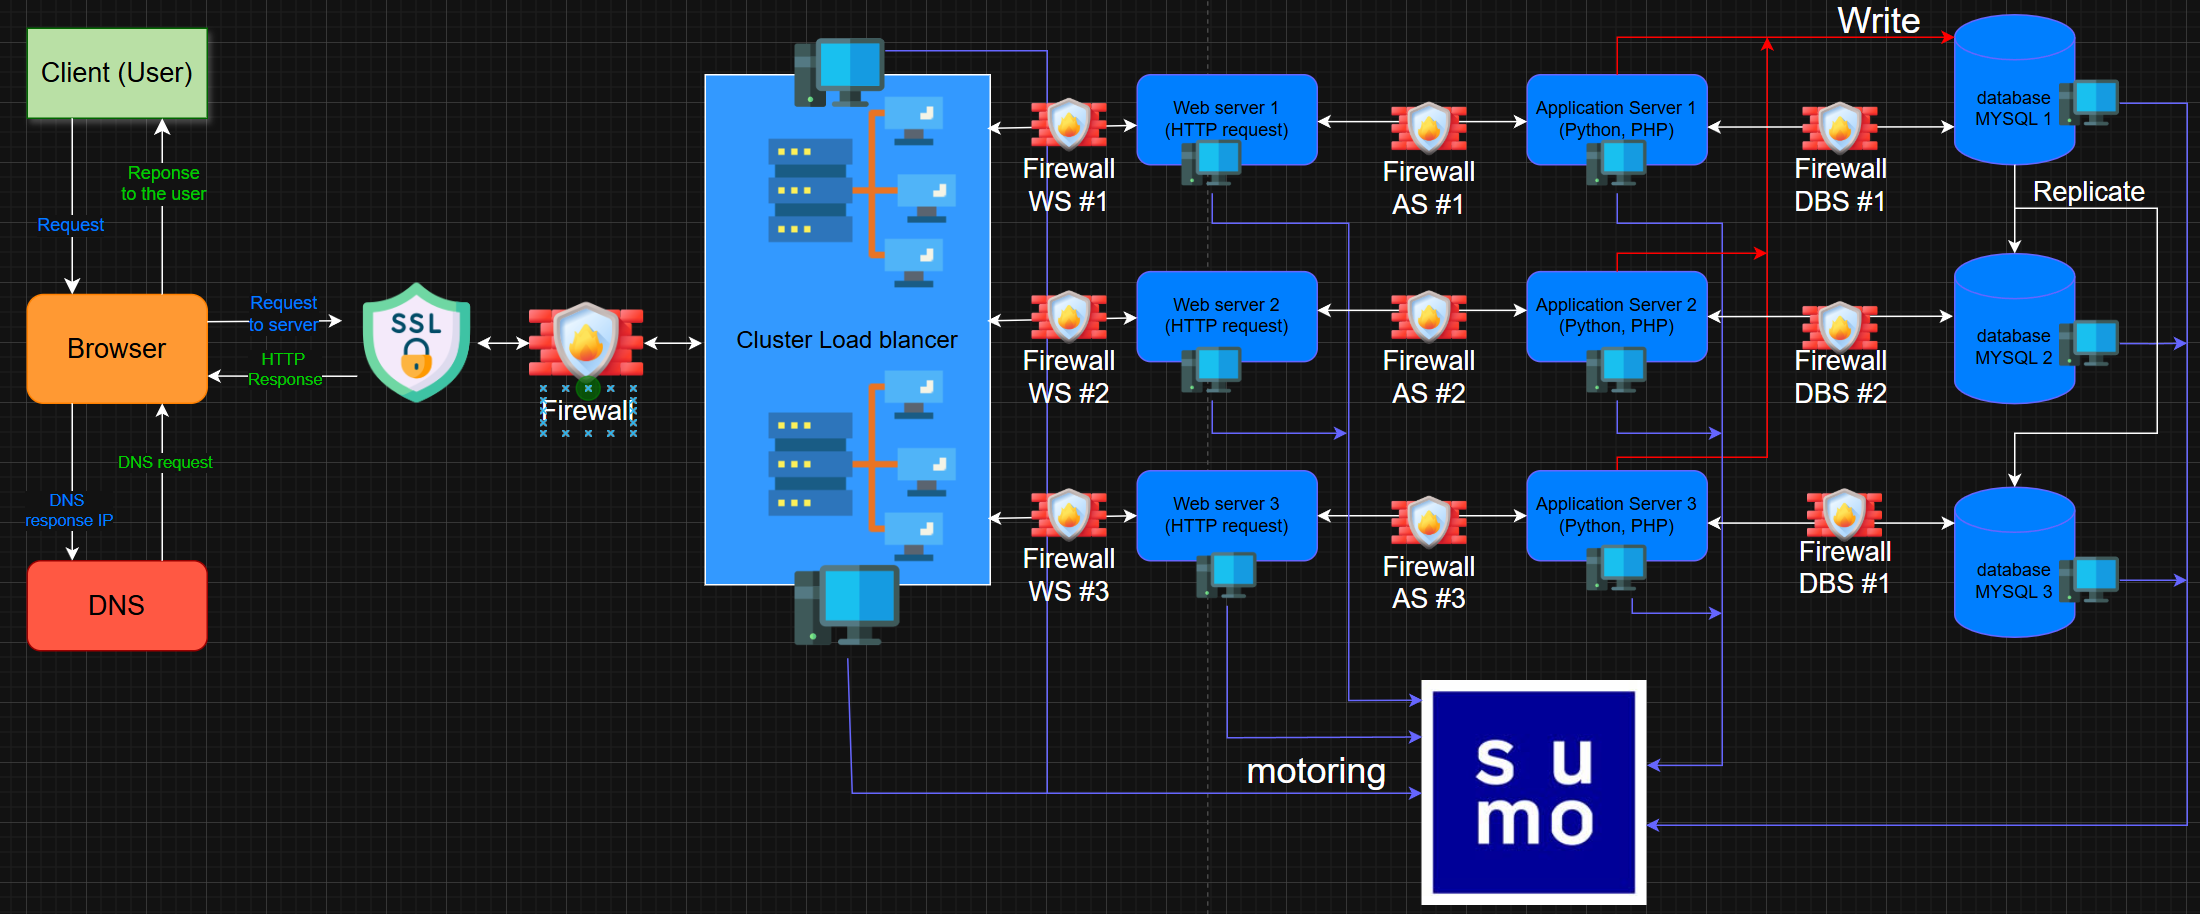 Client (User)
Reponse
to the user
Request
Browser
Request
to server
HTTP
Response
DNS request
DNS
response IP
DNS
SSL
Firewall
Cluster Load blancer
Firewall
WS #1
Firewall
WS #2
Firewall
WS #3
Web server 1
(HTTP request)
Web server 2
(HTTP request)
Web server 3
(HTTP request)
Firewall
AS #1
Firewall
AS #2
Firewall
AS #3
Application Server 1
(Python, PHP)
Application Server 2
(Python, PHP)
Application Server 3
(Python, PHP)
Firewall
DBS #1
Firewall
DBS #2
Firewall
DBS #1
Write
database
MYSQL 1
Replicate
database
MYSQL 2
database
MYSQL 3
motoring
s u
mo